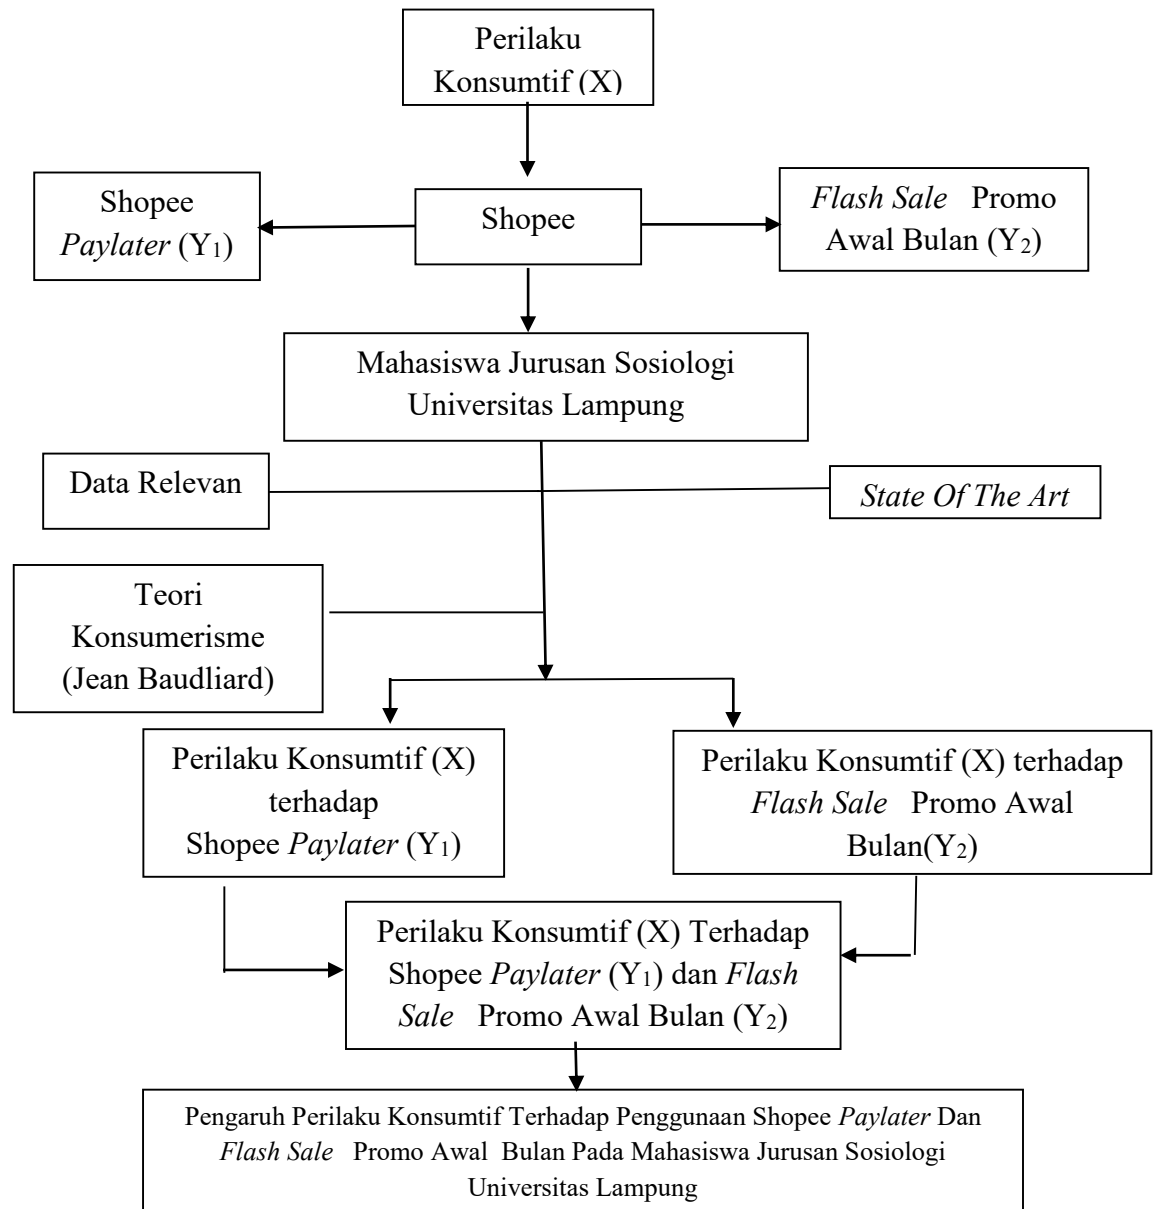 Perilaku
Konsumtif (X)
Shopee
Paylater (Y₁)
Shopee
Flash Sale Promo
Awal Bulan (Y₂)
Mahasiswa Jurusan Sosiologi
Universitas Lampung
Data Relevan
State Of The Art
Teori
Konsumerisme
(Jean Baudliard)
Perilaku Konsumtif (X)
terhadap
Shopee Paylater (Y₁)
Perilaku Konsumtif (X) terhadap
Flash Sale Promo Awal
Bulan(Y₂)
Perilaku Konsumtif (X) Terhadap
Shopee Paylater (Y₁) dan Flash
Sale Promo Awal Bulan (Y₂)
Pengaruh Perilaku Konsumtif Terhadap Penggunaan Shopee Paylater Dan
Flash Sale Promo Awal Bulan Pada Mahasiswa Jurusan Sosiologi
Universitas Lampung